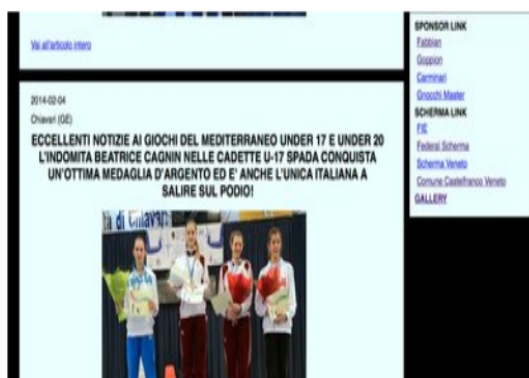 Vai all'articolo intero
2014-02-04
Chiavari (GE)
ECCELLENTI NOTIZIE AI GIOCHI DEL MEDITERRANEO UNDER 17 E UNDER 20
L'INDOMITA BEATRICE CAGNIN NELLE CADETTE U-17 SPADA CONQUISTA
UN'OTTIMA MEDAGLIA D'ARGENTO ED E' ANCHE L'UNICA ITALIANA A
SALIRE SUL PODIO!
di Chiavari
SPONSOR LINK
Fabbian
Goppion
Carminari
Gnocchi Master
SCHERMA LINK
FIE
Federal Scherma
Scherma Veneto
Comune Castelfranco Veneto
GALLERY